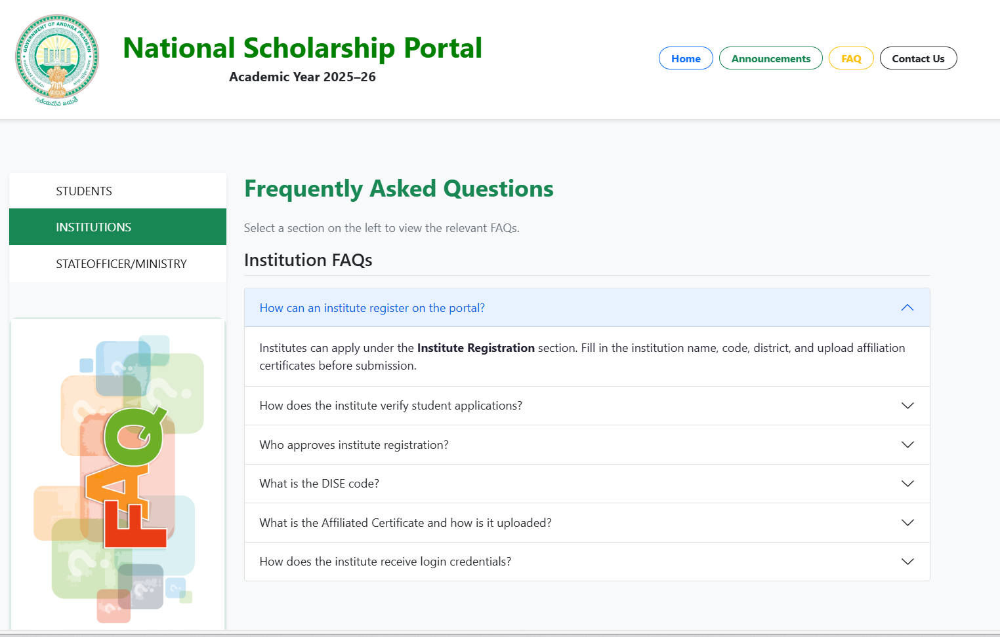 GOVERNMENT OF ANDHRA PRADESH
National Scholarship Portal
Academic Year 2025–26
Home
Announcements
FAQ
Contact Us
STUDENTS
INSTITUTIONS
STATEOFFICER/MINISTRY
FAQ
Frequently Asked Questions
Select a section on the left to view the relevant FAQs.
Institution FAQs
How can an institute register on the portal?
Institutes can apply under the Institute Registration section. Fill in the institution name, code, district, and upload affiliation
certificates before submission.
How does the institute verify student applications?
Who approves institute registration?
What is the DISE code?
What is the Affiliated Certificate and how is it uploaded?
How does the institute receive login credentials?